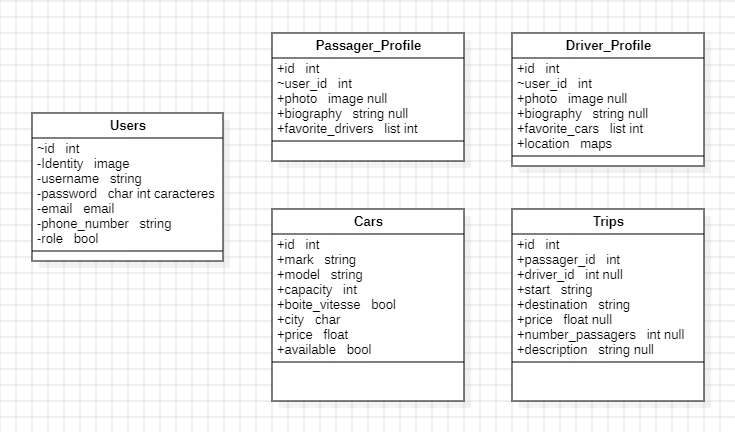 Users
~id int
-Identity image
-username string
-password char int caracteres
-email email
-phone_number string
-role bool
Passager_Profile
+id int
~user_id int
+photo image null
+biography string null
+favorite_drivers list int
Driver_Profile
+id int
~user_id int
+photo image null
+biography string null
+favorite_cars list int
+location maps
Cars
+id int
+mark string
+model string
+capacity int
+boite_vitesse bool
+city char
+price float
+available bool
Trips
+id int
+passager_id int
+driver_id int null
+start string
+destination string
+price float null
+number_passagers int null
+description string null